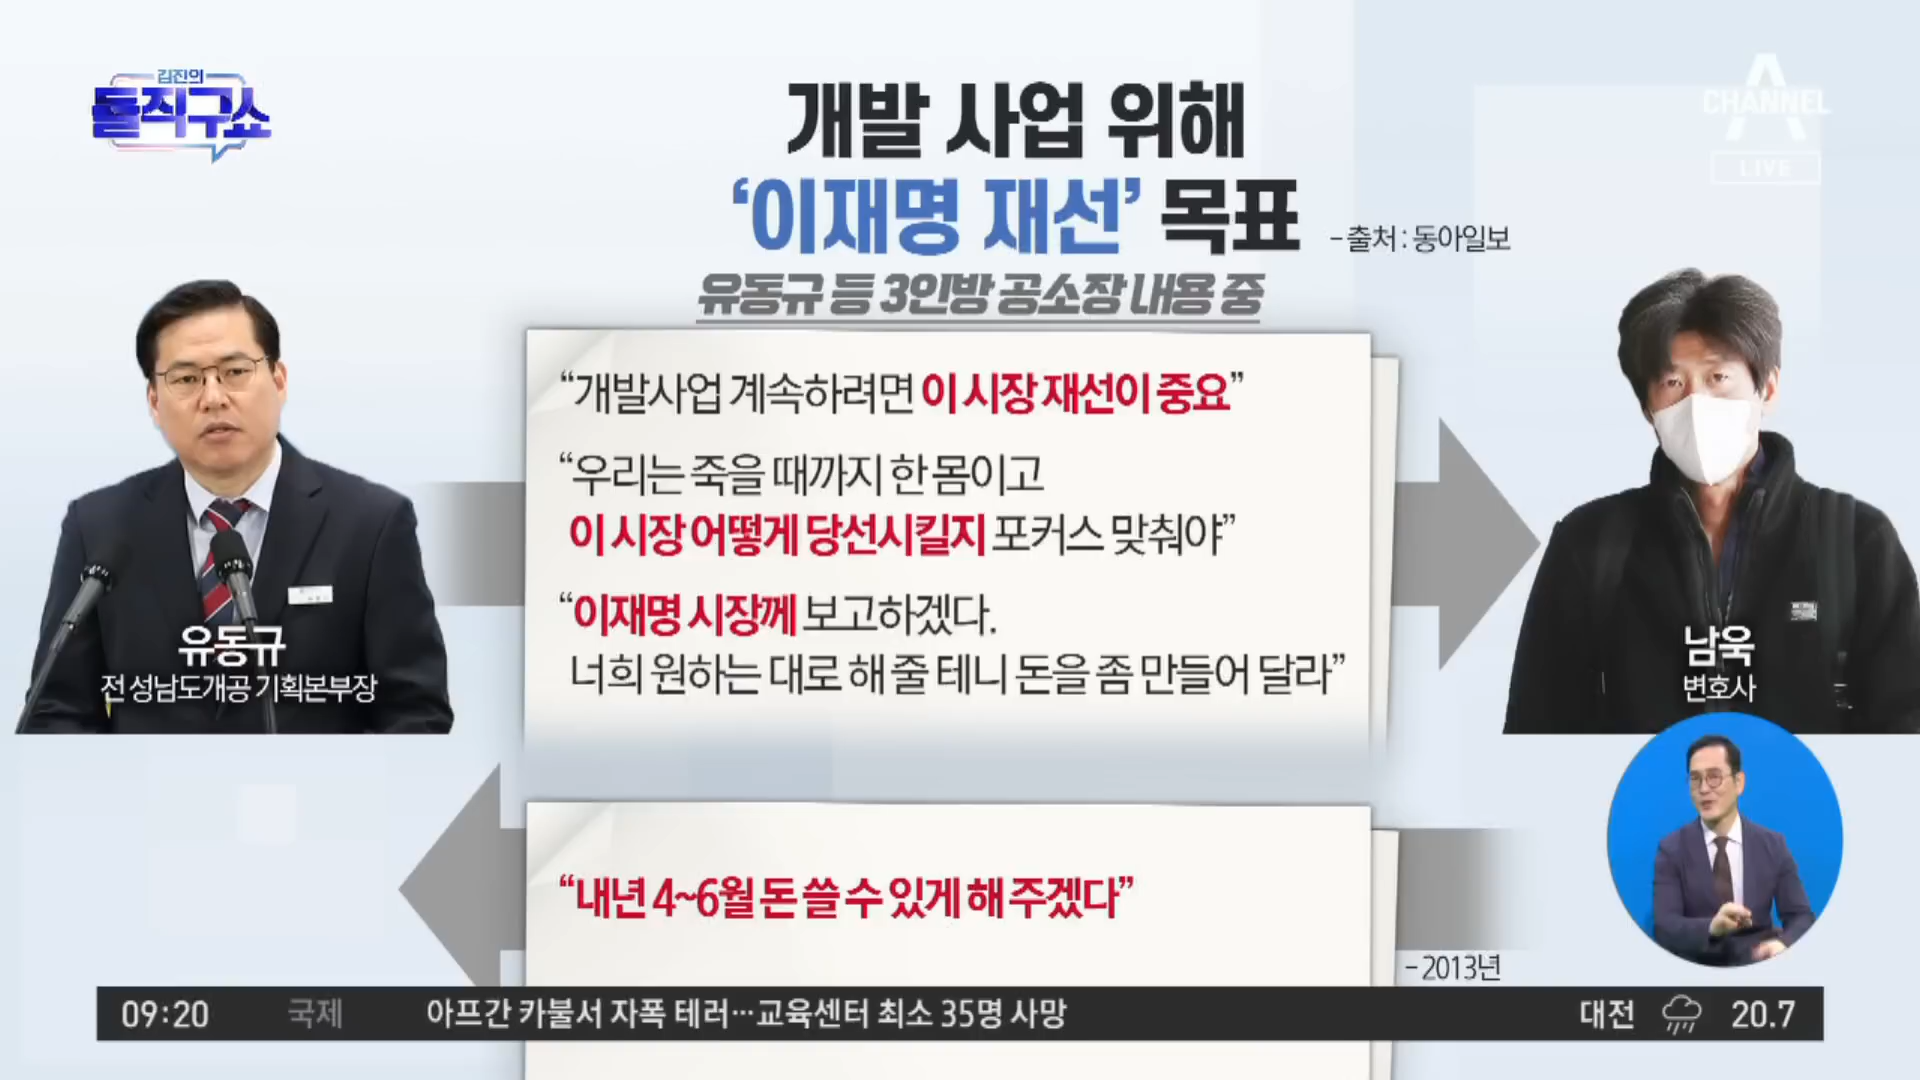 김진의
돌직구쇼
CHANNEL A
LIVE
개발 사업 위해
‘이재명 재선’ 목표
- 출처 : 동아일보
유동규 등 3인방 공소장 내용 중
“개발사업 계속하려면 이 시장 재선이 중요”
“우리는 죽을 때까지 한 몸이고
이 시장 어떻게 당선시킬지 포커스 맞춰야”
“이재명 시장께 보고하겠다.
너희 원하는 대로 해 줄 테니 돈을 좀 만들어 달라”
유동규
전 성남도개공 기획본부장
남욱
변호사
“내년 4~6월 돈 쓸 수 있게 해 주겠다”
- 2013년
09:20 국제 아프간 카불서 자폭 테러…교육센터 최소 35명 사망 대전 20.7